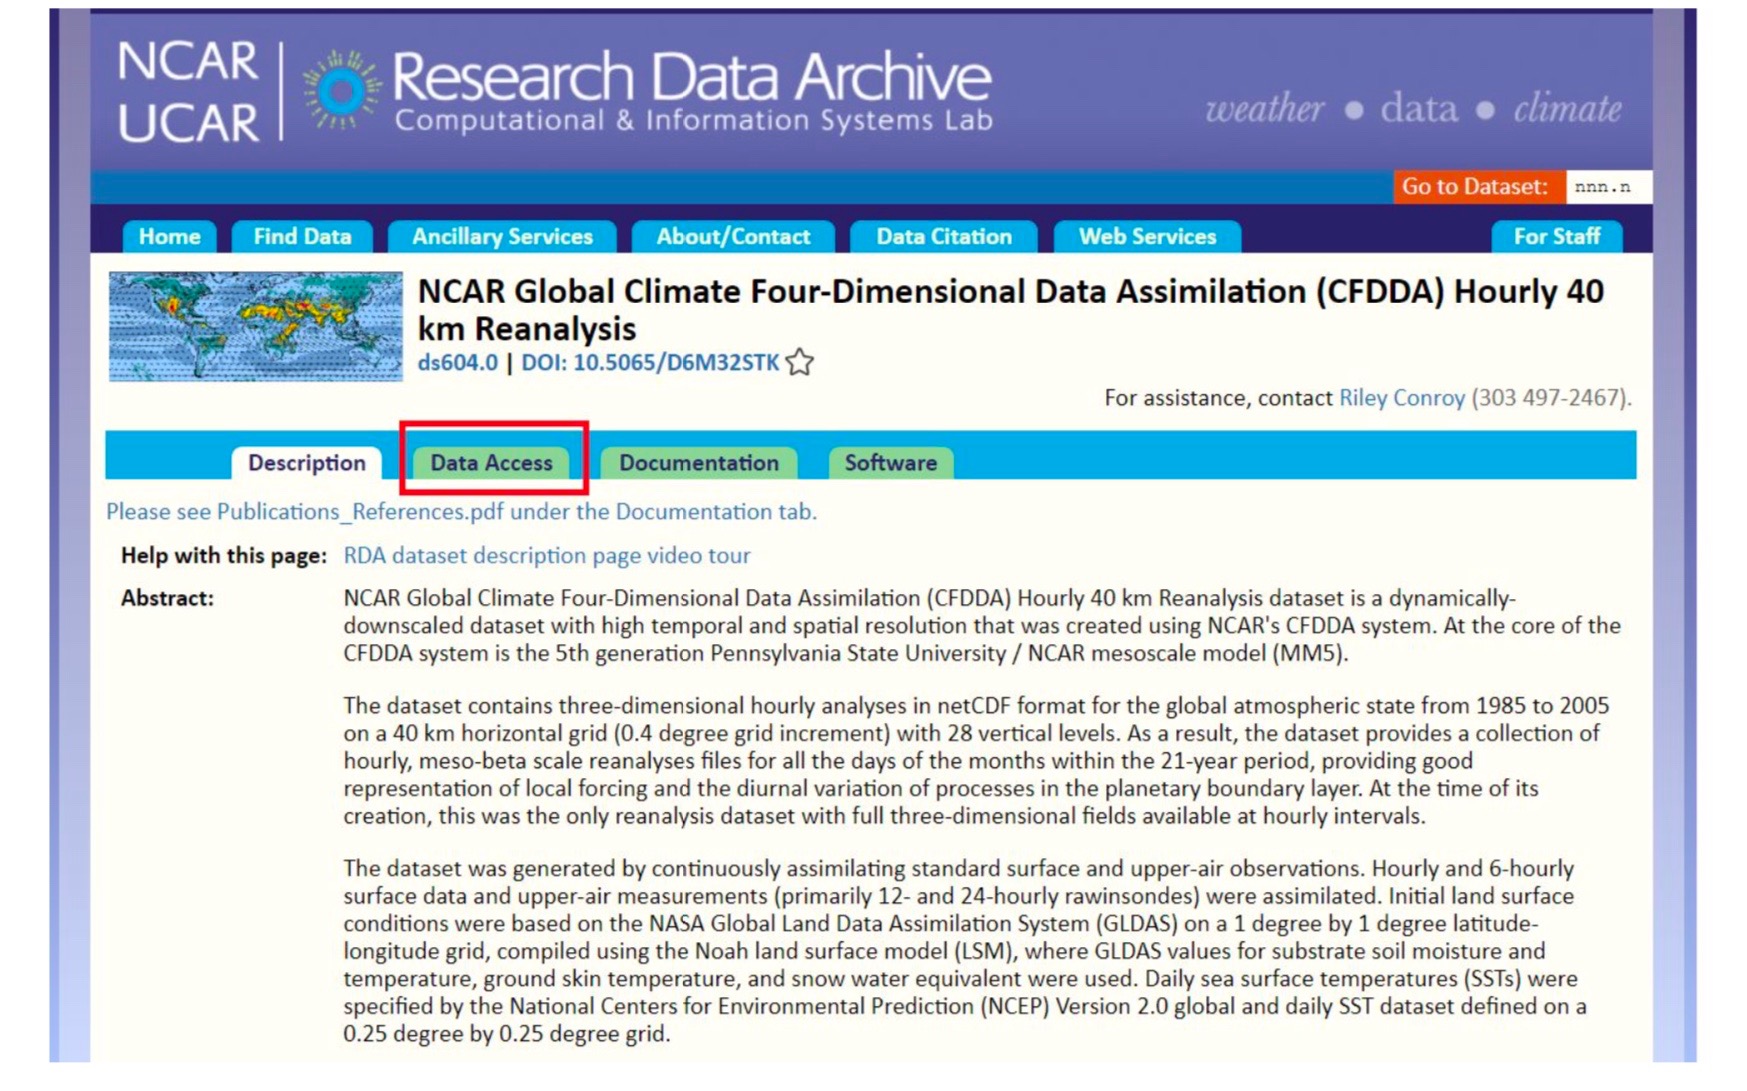 NCAR
UCAR
Research Data Archive
Computational & Information Systems Lab
weather ● data ● climate
Go to Dataset: nnn.n
Home Find Data Ancillary Services About/Contact Data Citation Web Services For Staff
NCAR Global Climate Four-Dimensional Data Assimilation (CFDDA) Hourly 40
km Reanalysis
ds604.0 | DOI: 10.5065/D6M32STK
For assistance, contact Riley Conroy (303 497-2467).
Description Data Access Documentation Software
Please see Publications_References.pdf under the Documentation tab.
Help with this page: RDA dataset description page video tour
Abstract: NCAR Global Climate Four-Dimensional Data Assimilation (CFDDA) Hourly 40 km Reanalysis dataset is a dynamically-
downscaled dataset with high temporal and spatial resolution that was created using NCAR's CFDDA system. At the core of the
CFDDA system is the 5th generation Pennsylvania State University / NCAR mesoscale model (MM5).
The dataset contains three-dimensional hourly analyses in netCDF format for the global atmospheric state from 1985 to 2005
on a 40 km horizontal grid (0.4 degree grid increment) with 28 vertical levels. As a result, the dataset provides a collection of
hourly, meso-beta scale reanalyses files for all the days of the months within the 21-year period, providing good
representation of local forcing and the diurnal variation of processes in the planetary boundary layer. At the time of its
creation, this was the only reanalysis dataset with full three-dimensional fields available at hourly intervals.
The dataset was generated by continuously assimilating standard surface and upper-air observations. Hourly and 6-hourly
surface data and upper-air measurements (primarily 12- and 24-hourly rawinsondes) were assimilated. Initial land surface
conditions were based on the NASA Global Land Data Assimilation System (GLDAS) on a 1 degree by 1 degree latitude-
longitude grid, compiled using the Noah land surface model (LSM), where GLDAS values for substrate soil moisture and
temperature, ground skin temperature, and snow water equivalent were used. Daily sea surface temperatures (SSTs) were
specified by the National Centers for Environmental Prediction (NCEP) Version 2.0 global and daily SST dataset defined on a
0.25 degree by 0.25 degree grid.